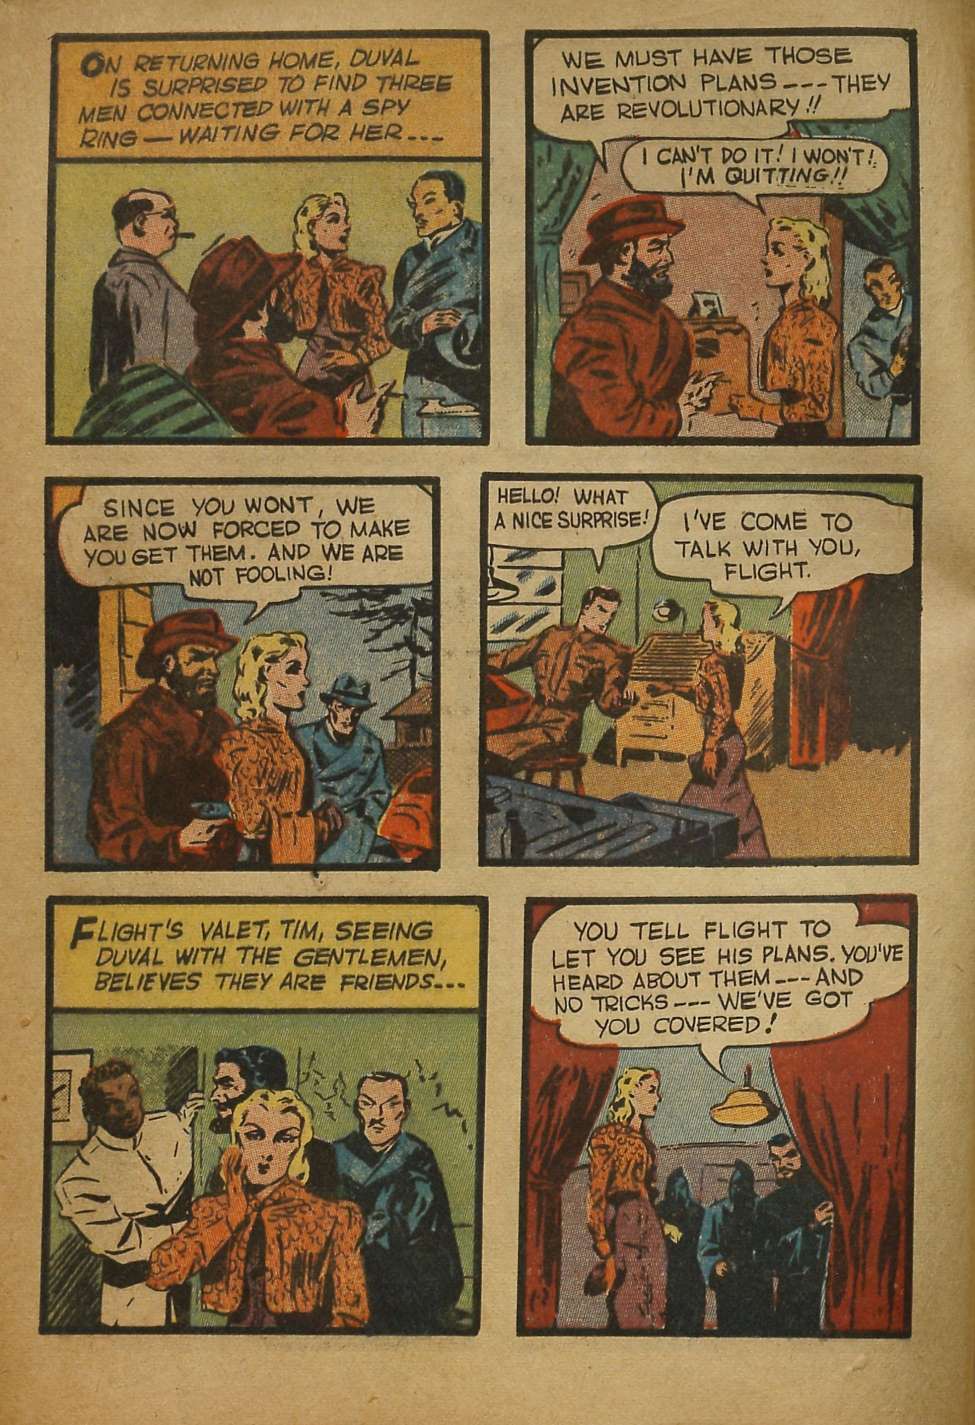 ON RETURNING HOME, DUVAL
IS SURPRISED TO FIND THREE
MEN CONNECTED WITH A SPY
RING — WAITING FOR HER ---
WE MUST HAVE THOSE
INVENTION PLANS --- THEY
ARE REVOLUTIONARY!!
I CAN'T DO IT! I WON'T!
I'M QUITTING!!
SINCE YOU WONT, WE
ARE NOW FORCED TO MAKE
YOU GET THEM. AND WE ARE
NOT FOOLING!
HELLO! WHAT
A NICE SURPRISE!
I'VE COME TO
TALK WITH YOU,
FLIGHT.
FLIGHT'S VALET, TIM, SEEING
DUVAL WITH THE GENTLEMEN,
BELIEVES THEY ARE FRIENDS---
YOU TELL FLIGHT TO
LET YOU SEE HIS PLANS. YOU'VE
HEARD ABOUT THEM --- AND
NO TRICKS --- WE'VE GOT
YOU COVERED!